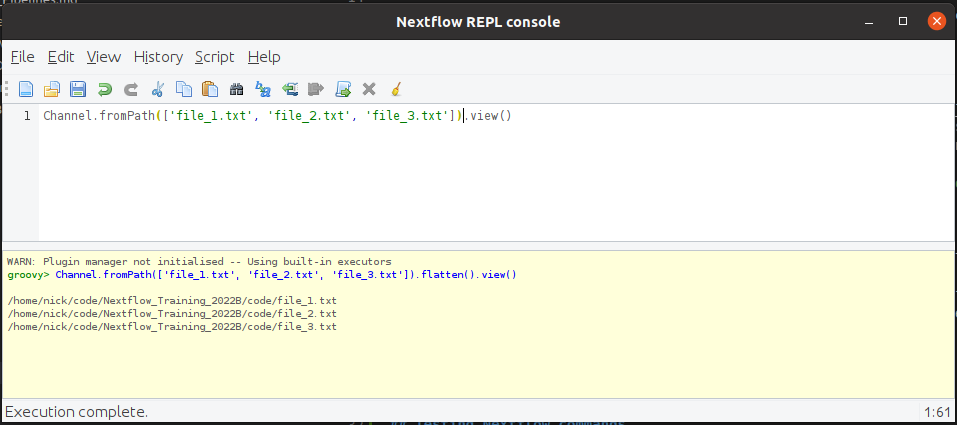 Nextflow REPL console
File Edit View History Script Help
1 Channel.fromPath(['file_1.txt', 'file_2.txt', 'file_3.txt']).view()
WARN: Plugin manager not initialised -- Using built-in executors
groovy> Channel.fromPath(['file_1.txt', 'file_2.txt', 'file_3.txt']).flatten().view()
/home/nick/code/Nextflow_Training_2022B/code/file_1.txt
/home/nick/code/Nextflow_Training_2022B/code/file_2.txt
/home/nick/code/Nextflow_Training_2022B/code/file_3.txt
Execution complete. 1:61